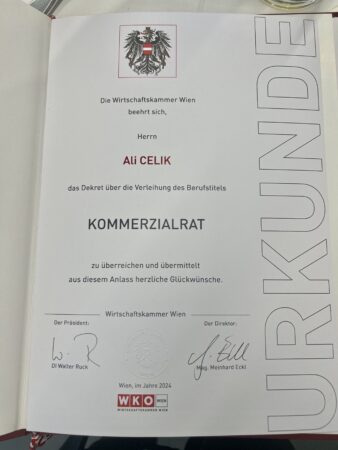 Die Wirtschaftskammer Wien
beehrt sich,
Herrn
Ali CELIK
das Dekret über die Verleihung des Berufstitels
KOMMERZIALRAT
zu überreichen und übermittelt
aus diesem Anlass herzliche Glückwünsche.
Wirtschaftskammer Wien
Der Präsident:
Der Direktor:
DI Walter Ruck
Mag. Meinhard Eckl
Wien, im Jahre 2024
WKO WIEN
WIRTSCHAFTSKAMMER WIEN
URKUNDE